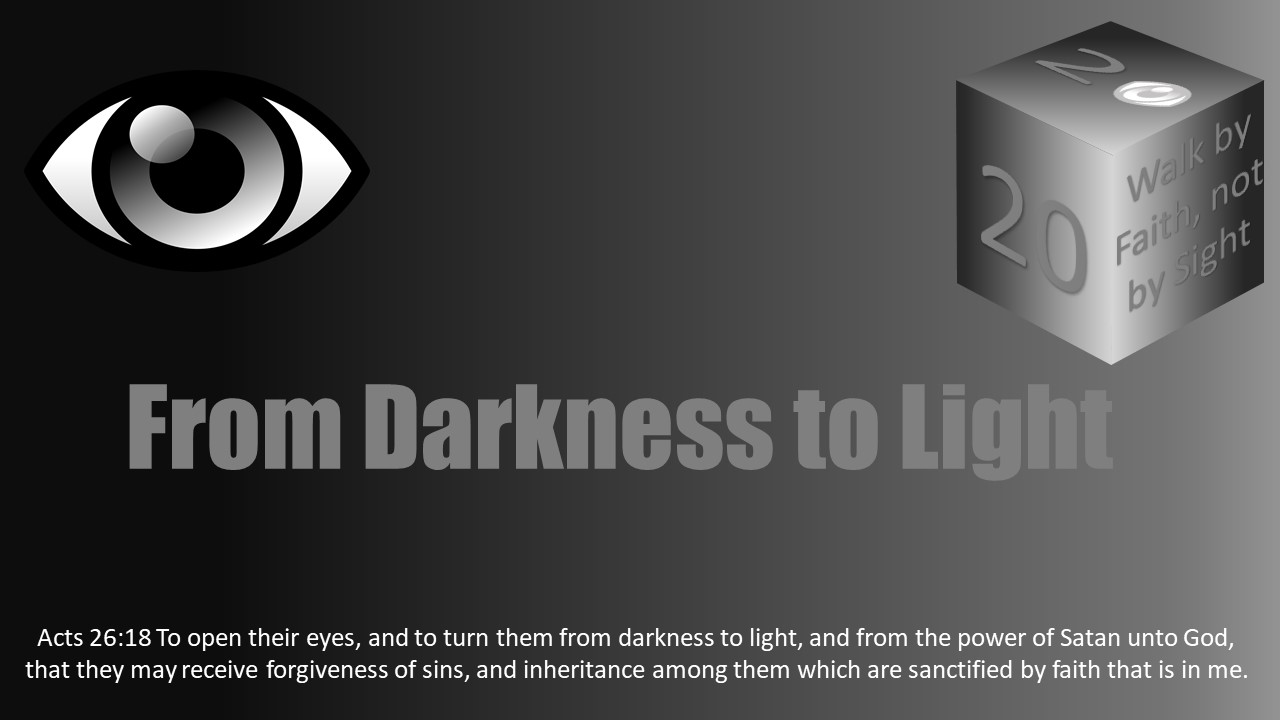 2
20
Walk by
Faith, not
by Sight
From Darkness to Light
Acts 26:18 To open their eyes, and to turn them from darkness to light, and from the power of Satan unto God,
that they may receive forgiveness of sins, and inheritance among them which are sanctified by faith that is in me.